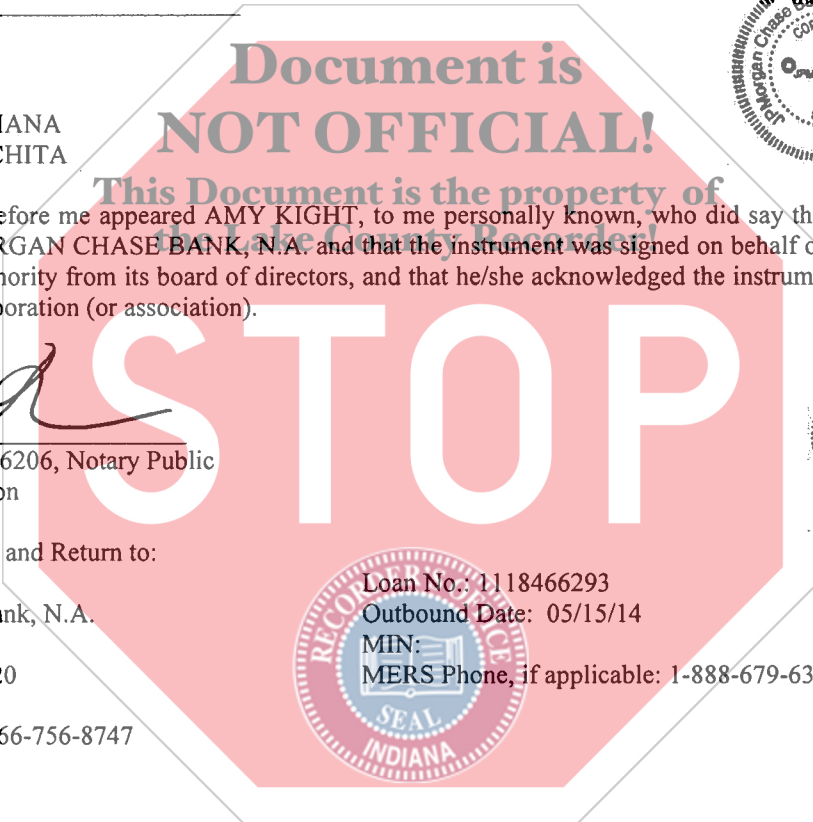 Document is
NOT OFFICIAL!
This Document is the property of
the Lake County Recorder!
JPMorgan Chase
IANA
CHITA
efore me appeared AMY KIGHT, to me personally known, who did say th
RGAN CHASE BANK, N.A. and that the instrument was signed on behalf o
hority from its board of directors, and that he/she acknowledged the instrum
poration (or association).
STOP
6206, Notary Public
on
and Return to:
Loan No.: 1118466293
nk, N.A.
Outbound Date: 05/15/14
MIN:
20
MERS Phone, if applicable: 1-888-679-63
66-756-8747
RECORDER'S OFFICE
SEAL
INDIANA